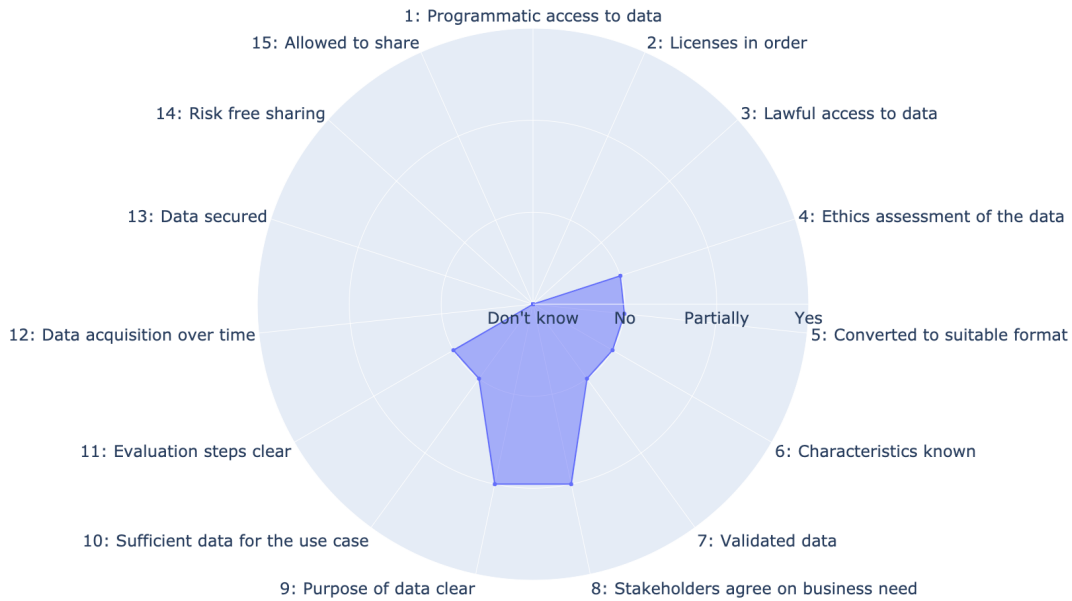 1: Programmatic access to data
15: Allowed to share
2: Licenses in order
14: Risk free sharing
3: Lawful access to data
13: Data secured
4: Ethics assessment of the data
Don't know
No
Partially
Yes
12: Data acquisition over time
5: Converted to suitable format
11: Evaluation steps clear
6: Characteristics known
10: Sufficient data for the use case
7: Validated data
9: Purpose of data clear
8: Stakeholders agree on business need